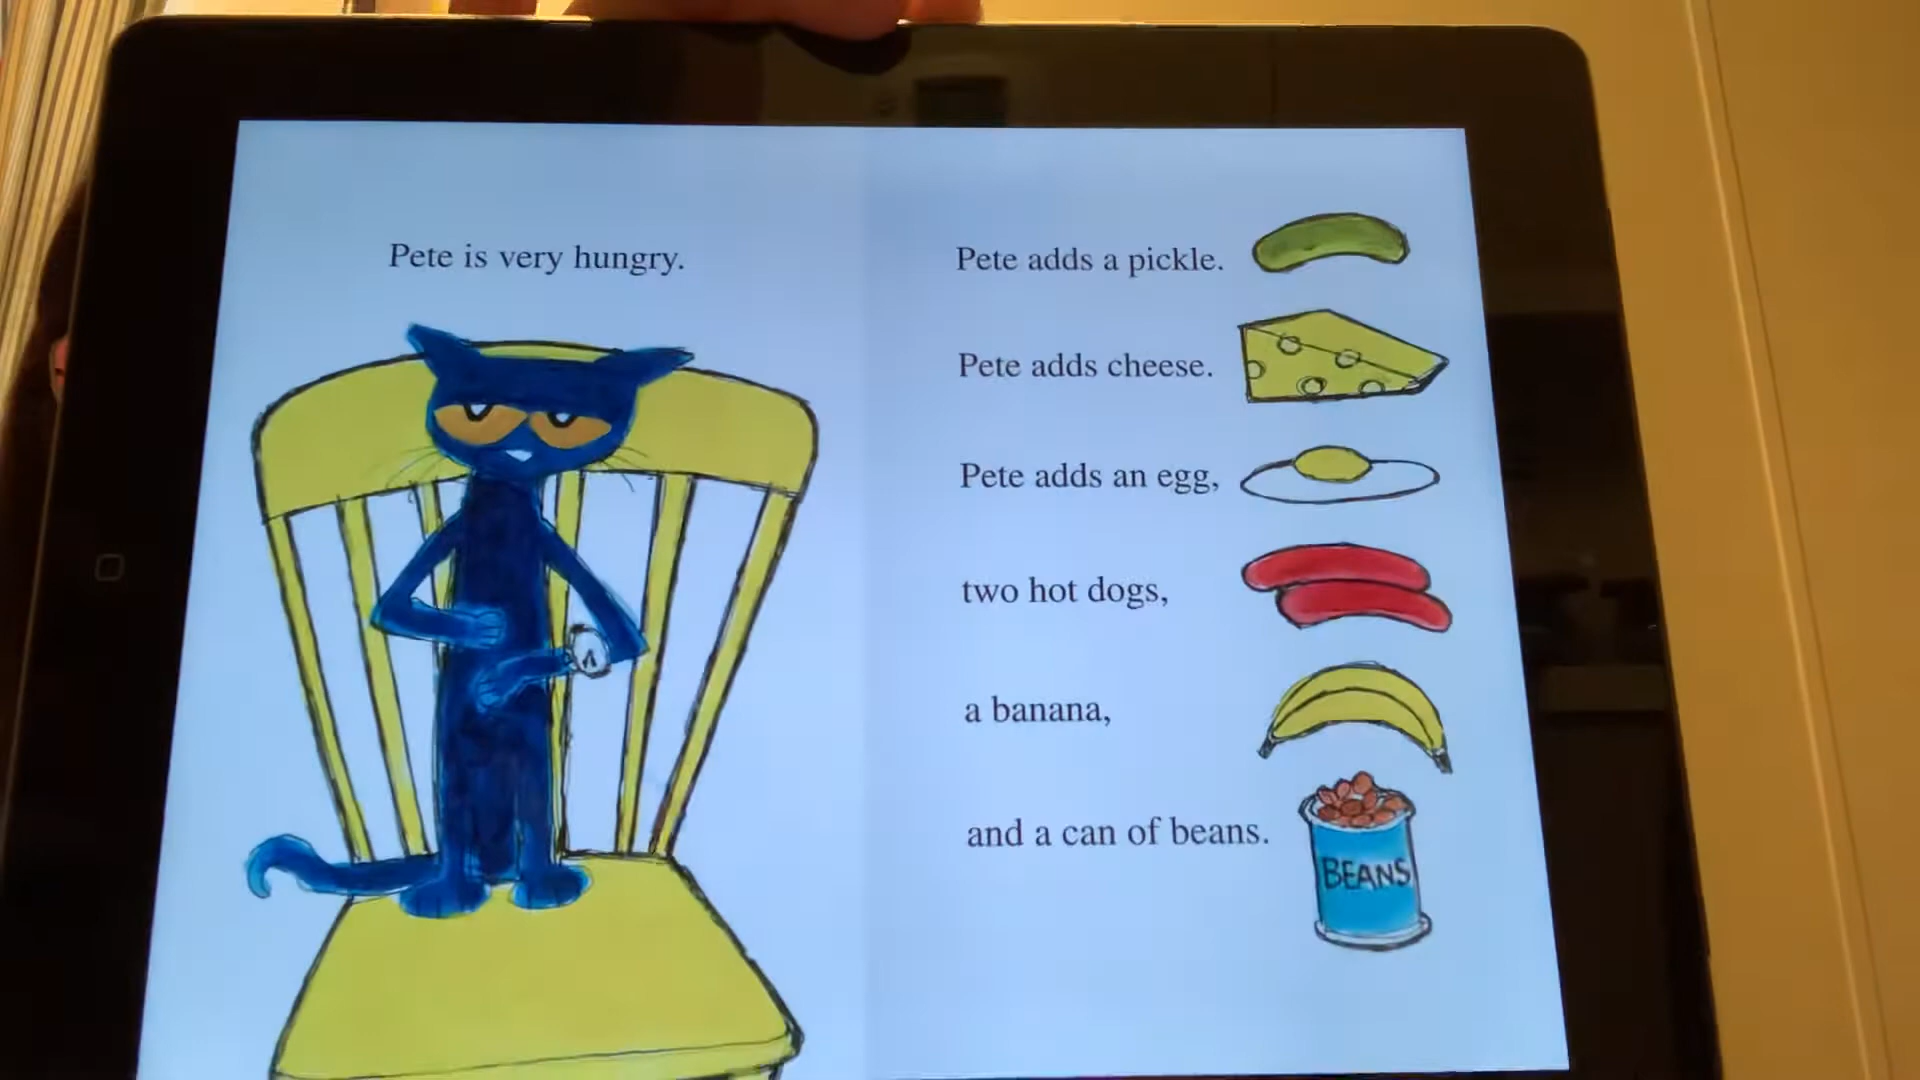 Pete is very hungry.
Pete adds a pickle.
Pete adds cheese.
Pete adds an egg,
two hot dogs,
a banana,
and a can of beans.
BEANS